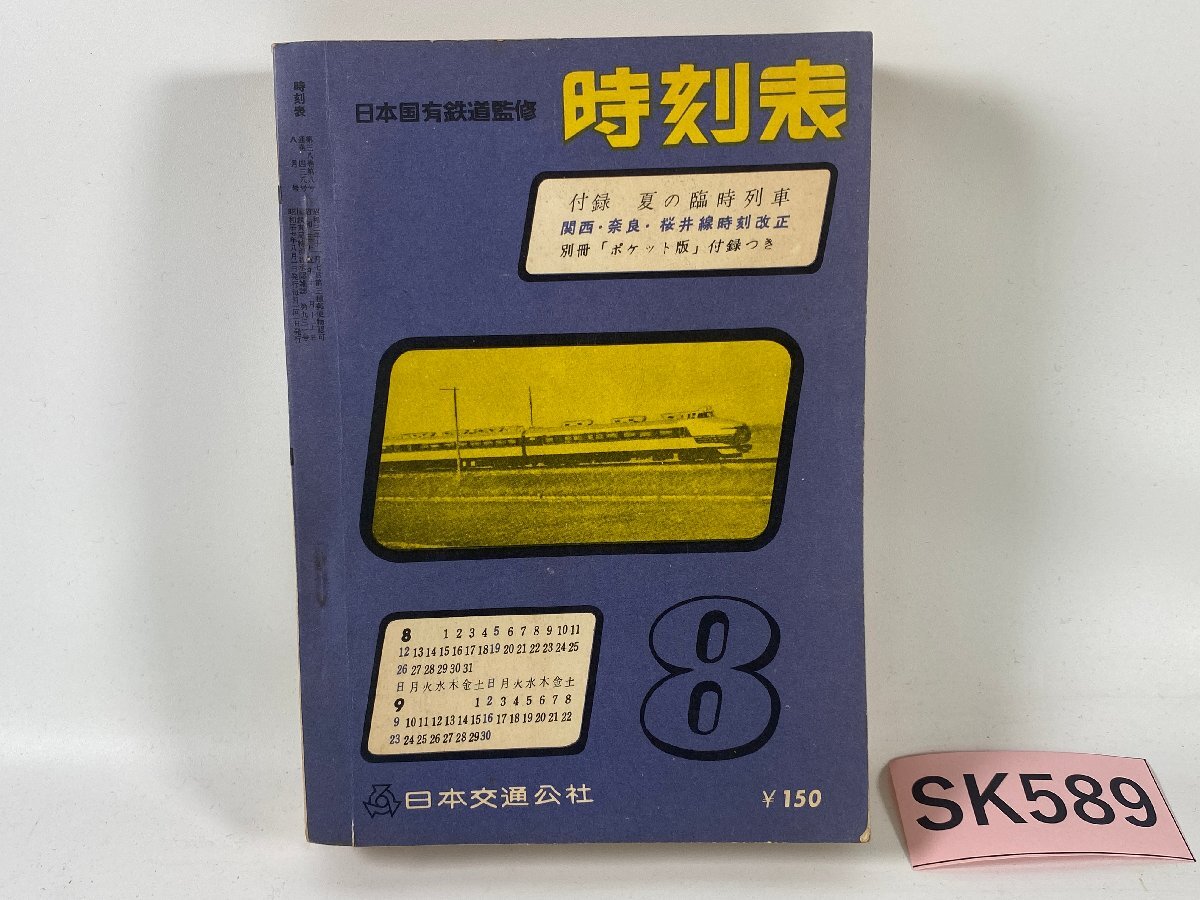 時刻表
日本国有鉄道監修
時刻表
付録 夏の臨時列車
関西・奈良・桜井線時刻改正
別冊「ポケット版」付録つき
8 1 2 3 4 5 6 7 8 9 10 11
12 13 14 15 16 17 18 19 20 21 22 23 24 25
26 27 28 29 30 31
日月火水木金土日月火水木金土
9 1 2 3 4 5 6 7 8
9 10 11 12 13 14 15 16 17 18 19 20 21 22
23 24 25 26 27 28 29 30
8
日本交通公社
¥150
SK589